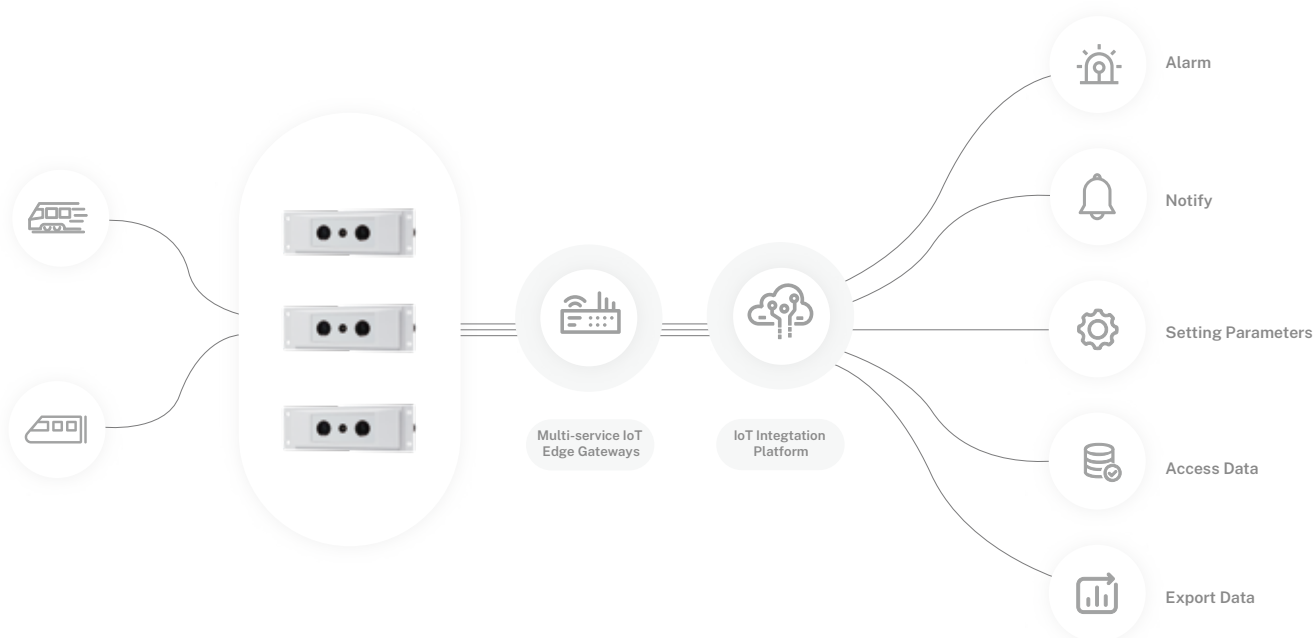 Alarm
Notify
Multi-service IoT
Edge Gateways
IoT Integtation
Platform
Setting Parameters
Access Data
Export Data